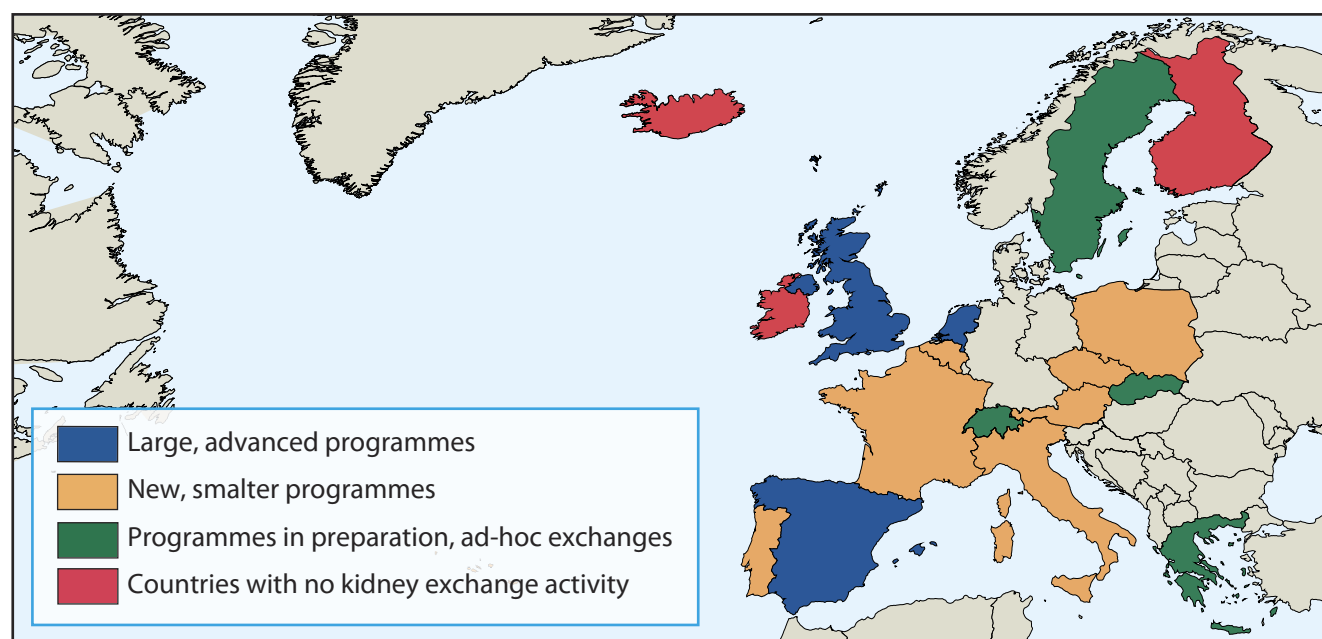 Large, advanced programmes
New, smalter programmes
Programmes in preparation, ad-hoc exchanges
Countries with no kidney exchange activity